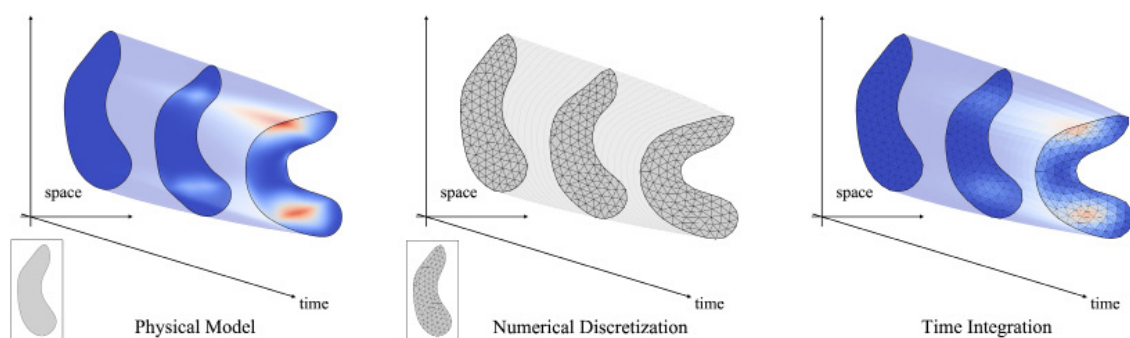 space
time
Physical Model
space
time
Numerical Discretization
space
time
Time Integration